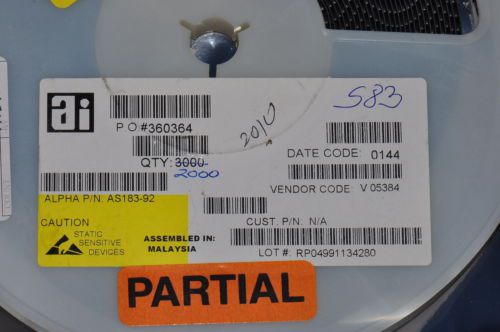 ai
583
P.O.#360364
2010
QTY: 3000
2000
DATE CODE: 0144
VENDOR CODE: V 05384
ALPHA P/N: AS183-92
CUST. P/N: N/A
CAUTION
STATIC
SENSITIVE
DEVICES
ASSEMBLED IN:
MALAYSIA
LOT #: RP04991134280
PARTIAL